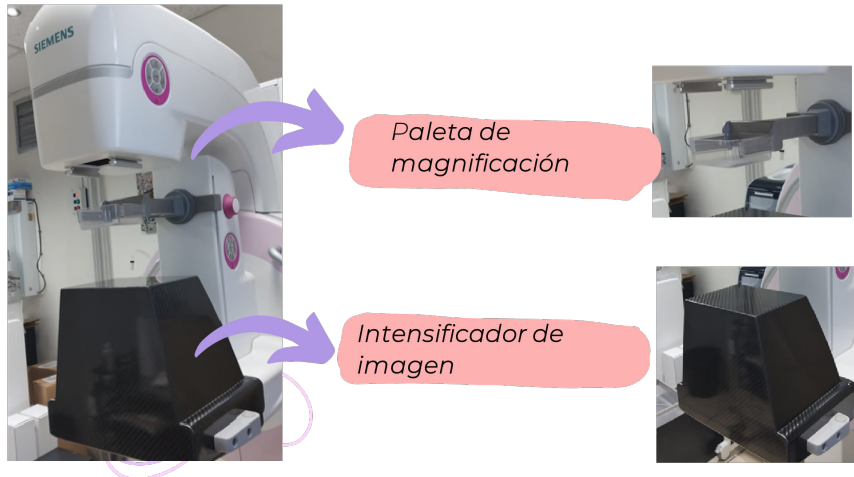 SIEMENS
Paleta de
magnificación
Intensificador de
imagen